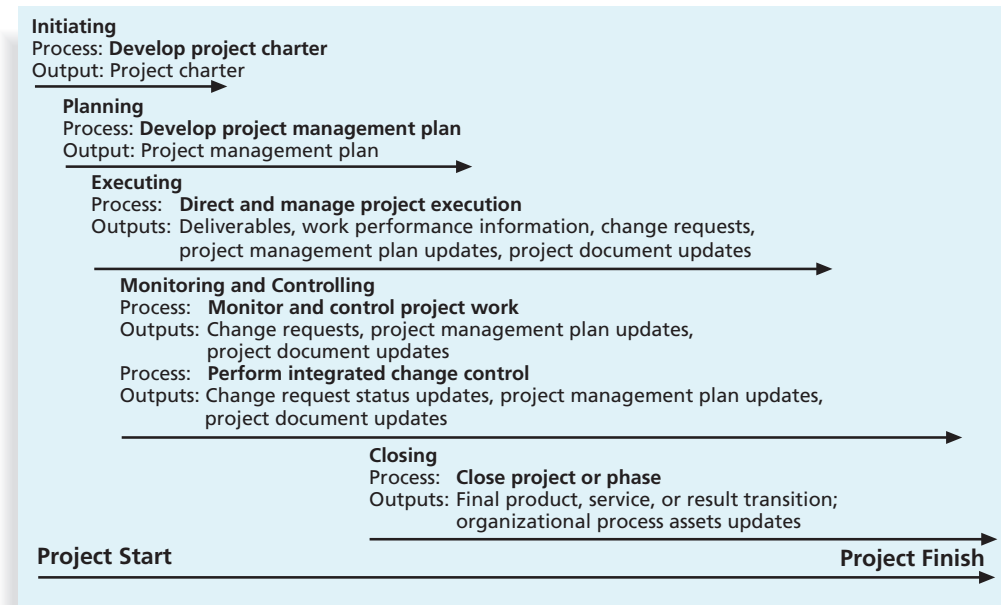 Initiating
Process: Develop project charter
Output: Project charter
Planning
Process: Develop project management plan
Output: Project management plan
Executing
Process: Direct and manage project execution
Outputs: Deliverables, work performance information, change requests,
project management plan updates, project document updates
Monitoring and Controlling
Process: Monitor and control project work
Outputs: Change requests, project management plan updates,
project document updates
Process: Perform integrated change control
Outputs: Change request status updates, project management plan updates,
project document updates
Closing
Process: Close project or phase
Outputs: Final product, service, or result transition;
organizational process assets updates
Project Start Project Finish